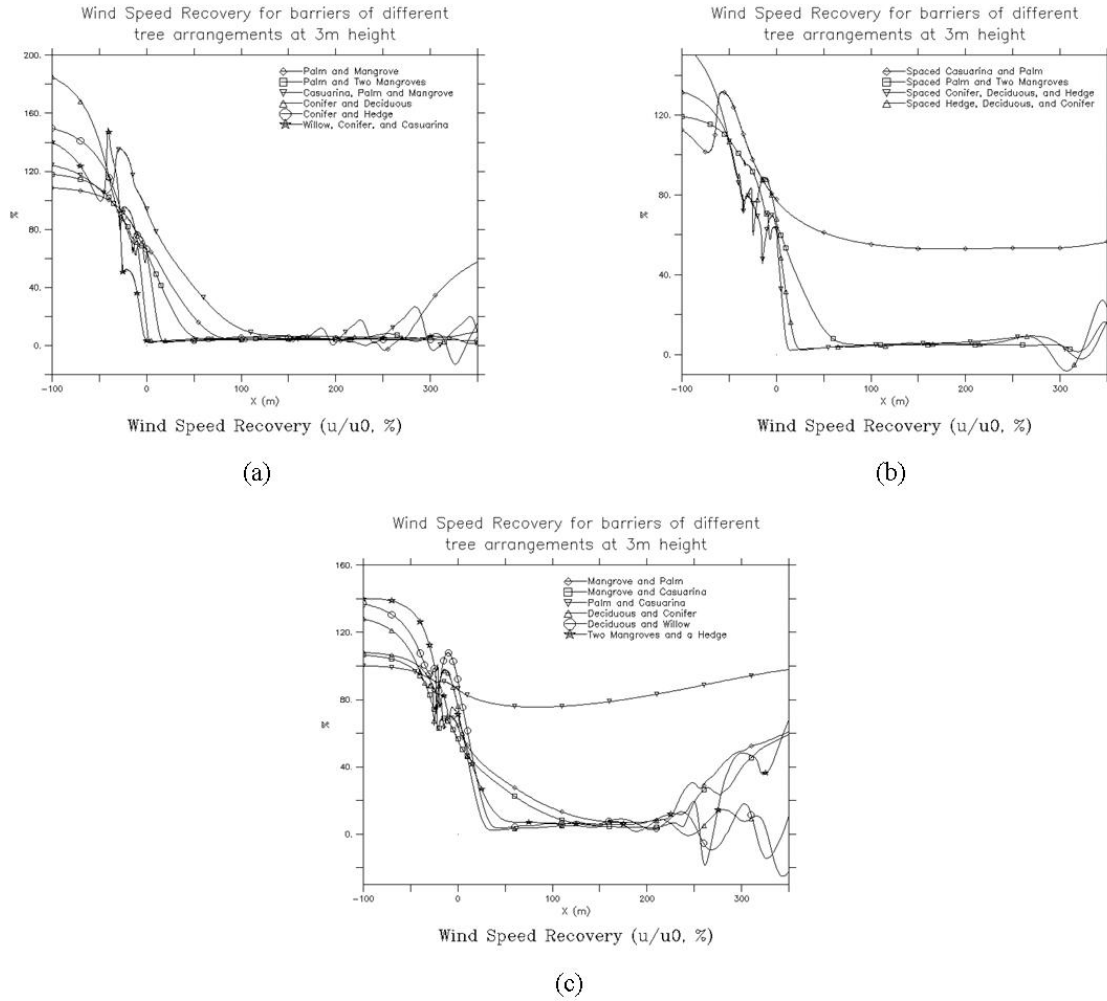 Wind Speed Recovery for barriers of different
tree arrangements at 3m height
200.
160.
120.
80.
40.
0.
-100
0
100
200
300
X (m)
Palm and Mangrove
Palm and Two Mangroves
Casuarina, Palm and Mangrove
Conifer and Deciduous
Conifer and Hedge
Willow, Conifer, and Casuarina
Wind Speed Recovery (u/u0, %)
(a)
Wind Speed Recovery for barriers of different
tree arrangements at 3m height
120.
80.
40.
0.
-100
0
100
200
300
X (m)
Spaced Casuarina and Palm
Spaced Palm and Two Mangroves
Spaced Conifer, Deciduous, and Hedge
Spaced Hedge, Deciduous, and Conifer
Wind Speed Recovery (u/u0, %)
(b)
Wind Speed Recovery for barriers of different
tree arrangements at 3m height
160.
120.
80.
40.
0.
-100
0
100
200
300
X (m)
Mangrove and Palm
Mangrove and Casuarina
Palm and Casuarina
Deciduous and Conifer
Deciduous and Willow
Two Mangroves and a Hedge
Wind Speed Recovery (u/u0, %)
(c)